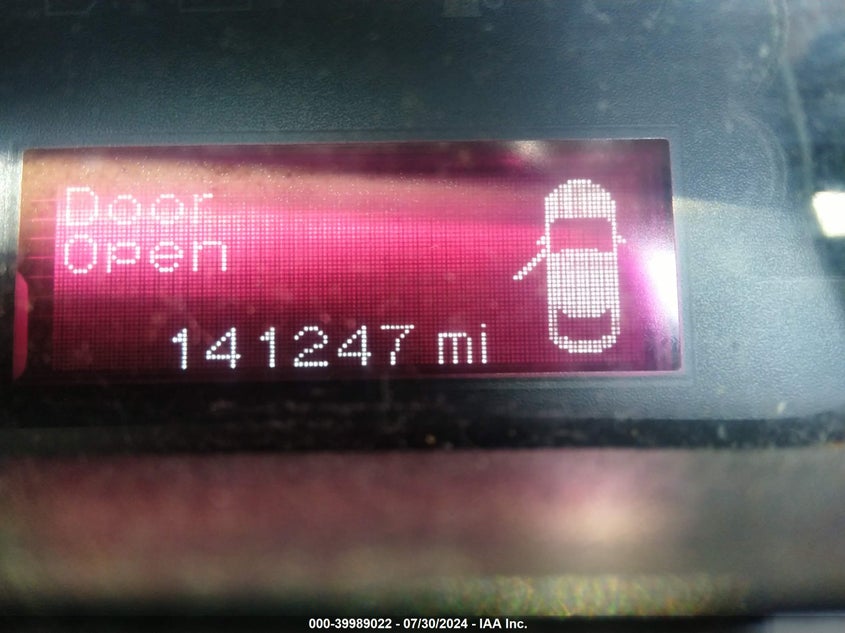 Door
Open
141247 mi
000-39989022 - 07/30/2024 - IAA Inc.